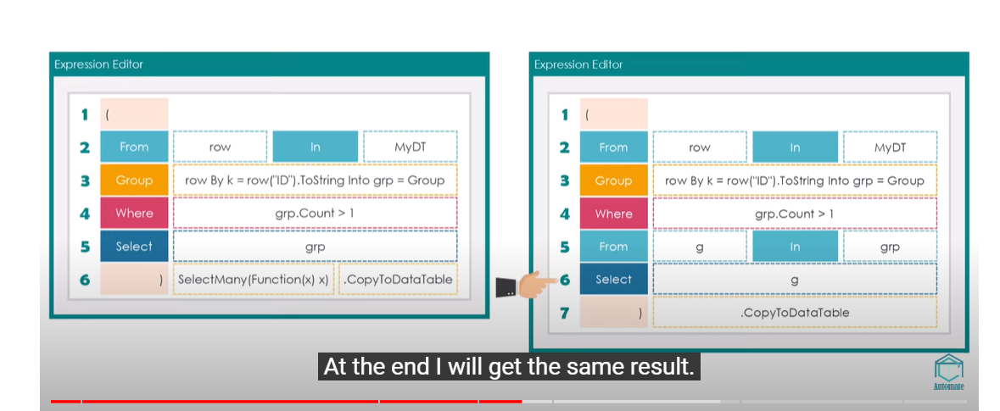 Expression Editor
1 (
2 From row In MyDT
3 Group row By k = row("ID").ToString Into grp = Group
4 Where grp.Count > 1
5 Select grp
6 ) SelectMany(Function(x) x) .CopyToDataTable
Expression Editor
1 (
2 From row In MyDT
3 Group row By k = row("ID").ToString Into grp = Group
4 Where grp.Count > 1
5 From g In grp
6 Select g
7 ) .CopyToDataTable
At the end I will get the same result.
Automate